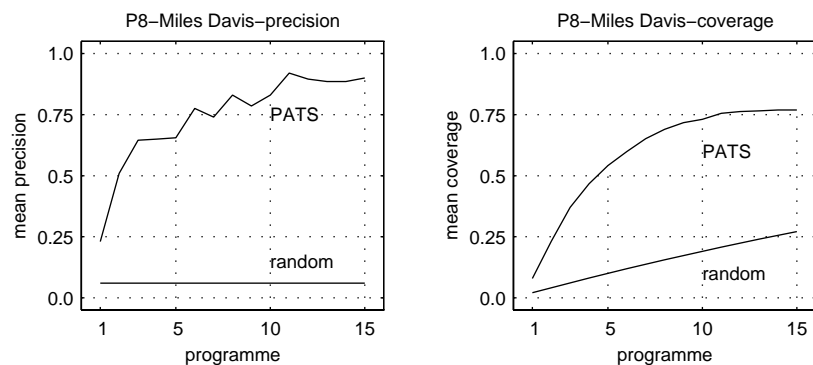 P8−Miles Davis−precision
1.0
0.75
0.5
0.25
0.0
mean precision
PATS
random
1 5 10 15
programme
P8−Miles Davis−coverage
1.0
0.75
0.5
0.25
0.0
mean coverage
PATS
random
1 5 10 15
programme